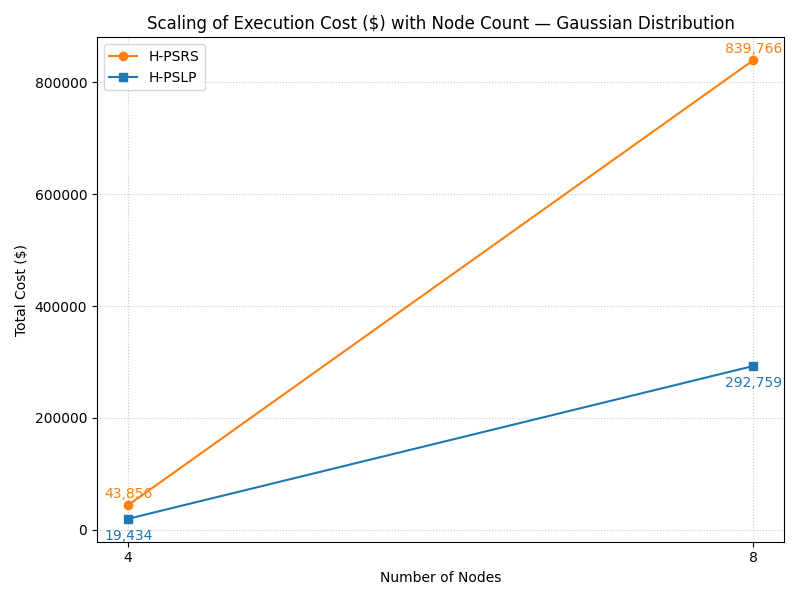 Scaling of Execution Cost ($) with Node Count — Gaussian Distribution
H-PSRS
H-PSLP
839,766
800000
600000
400000
292,759
200000
43,856
0
19,434
4
8
Total Cost ($)
Number of Nodes